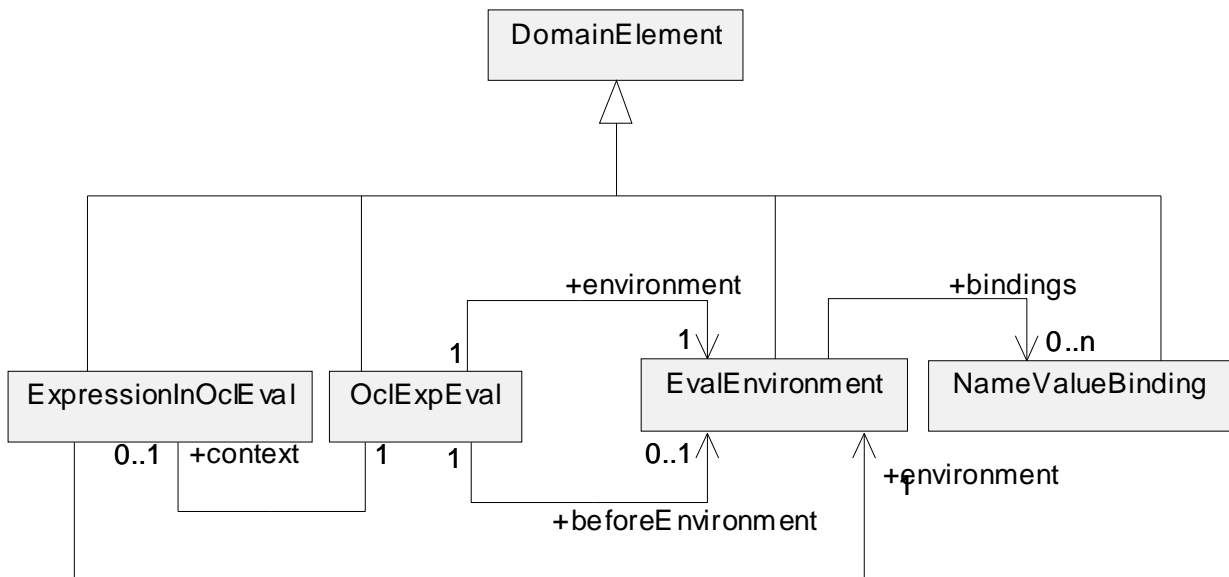 DomainElement
+environment
+bindings
1
1
0..n
ExpressionInOclEval
OclExpEval
EvalEnvironment
NameValueBinding
0..1
+context
1
1
0..1
+environment
1
+beforeEnvironment